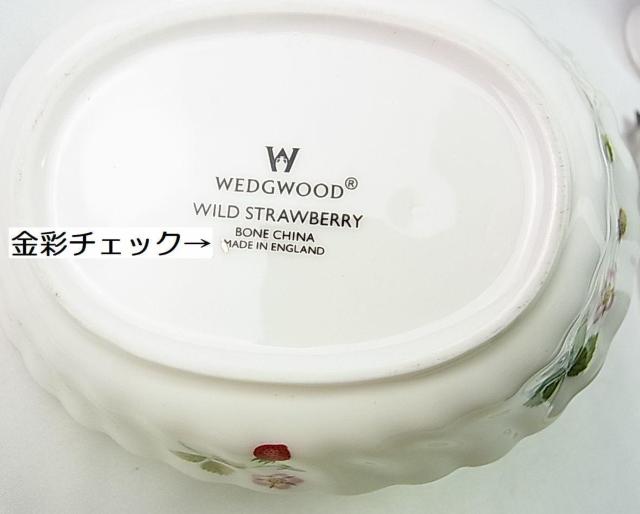 W
WEDGWOOD®
WILD STRAWBERRY
BONE CHINA
金彩チェック→
MADE IN ENGLAND